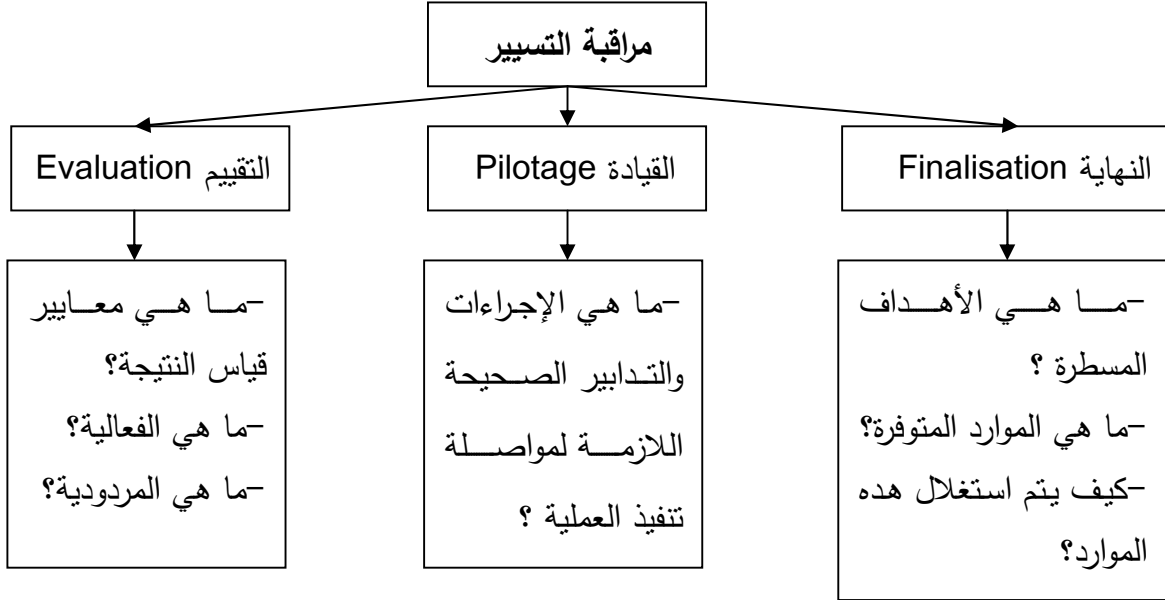 مراقبة التسيير
النهاية Finalisation
القيادة Pilotage
التقييم Evaluation
-ما هي الأهداف
المسطرة ؟
-ما هي الموارد المتوفرة؟
-كيف يتم استغلال هده
الموارد؟
-ما هي الإجراءات
والتدابير الصحيحة
اللازمة لمواصلة
تنفيذ العملية ؟
-ما هي معايير
قياس النتيجة؟
-ما هي الفعالية؟
-ما هي المردودية؟